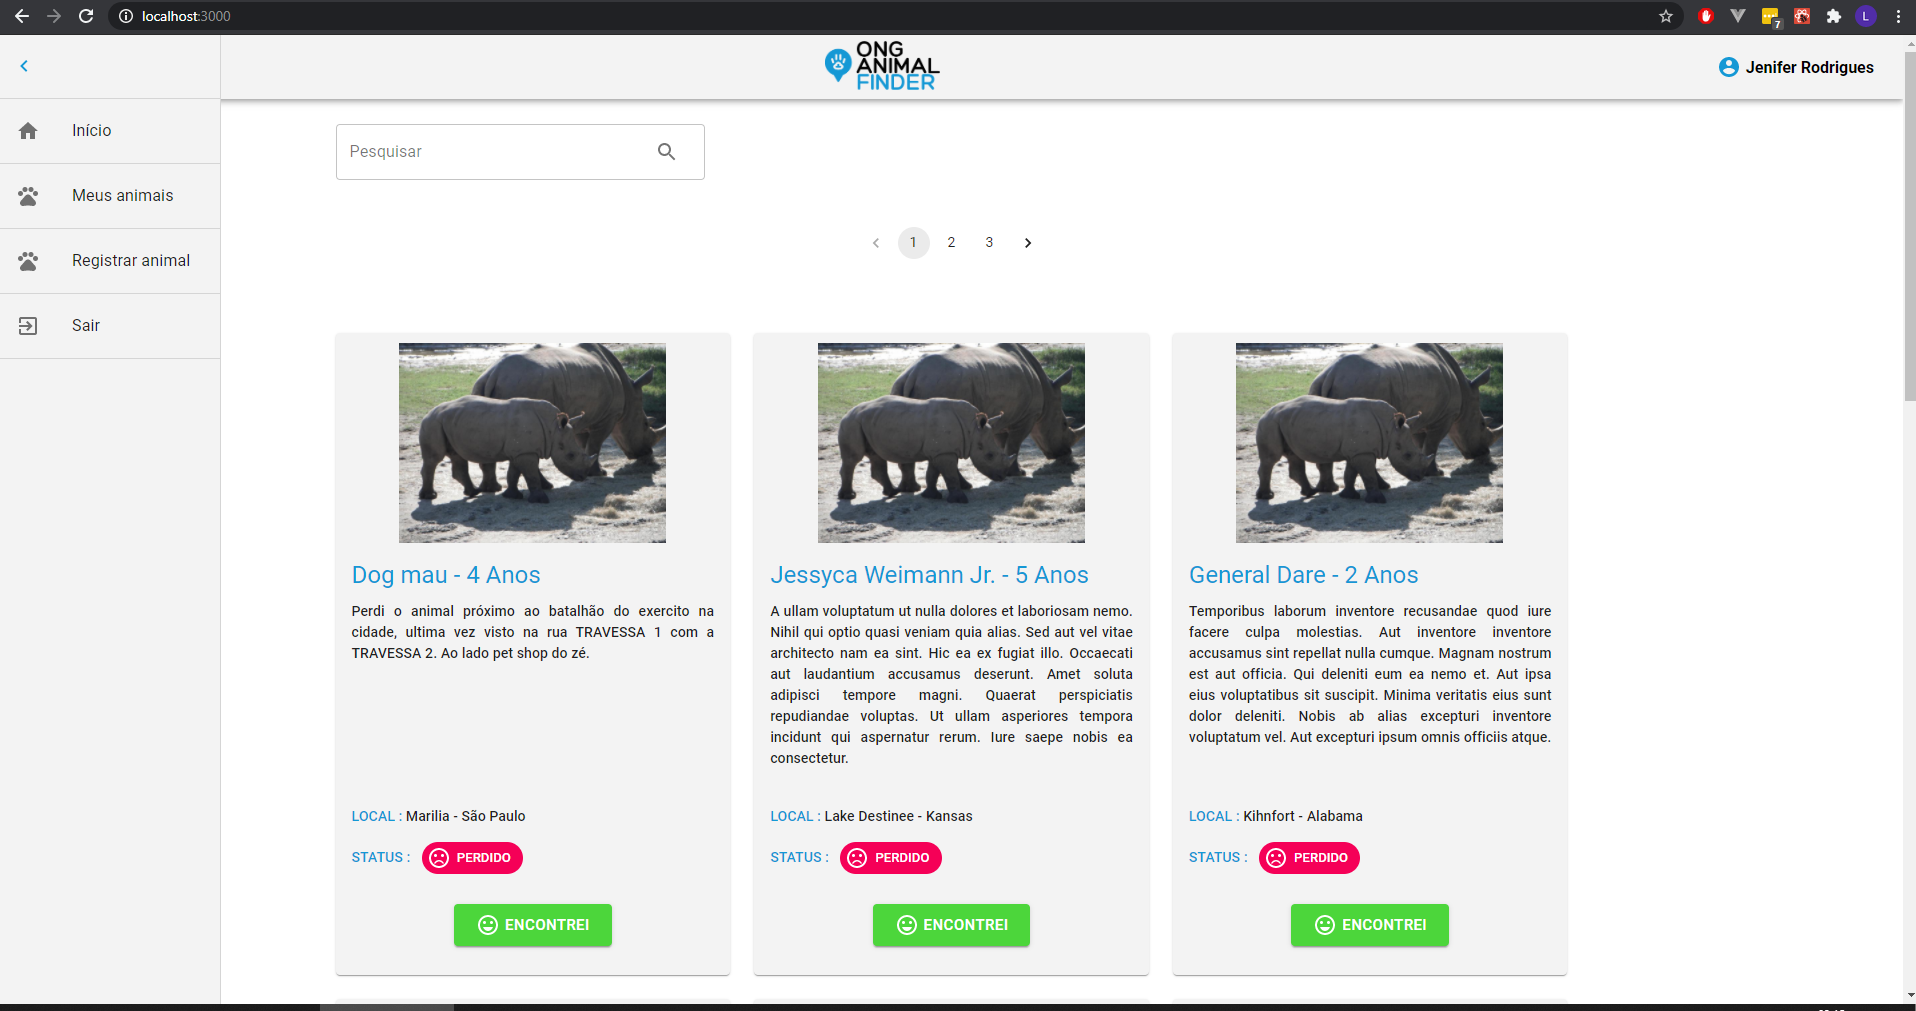 localhost:3000
7
L
ONG
ANIMAL
FINDER
Jenifer Rodrigues
Início
Meus animais
Registrar animal
Sair
Pesquisar
1 2 3
Dog mau - 4 Anos
Perdi o animal próximo ao batalhão do exercito na
cidade, ultima vez visto na rua TRAVESSA 1 com a
TRAVESSA 2. Ao lado pet shop do zé.
LOCAL : Marilia - São Paulo
STATUS : PERDIDO
ENCONTREI
Jessyca Weimann Jr. - 5 Anos
A ullam voluptatum ut nulla dolores et laboriosam nemo.
Nihil qui optio quasi veniam quia alias. Sed aut vel vitae
architecto nam ea sint. Hic ea ex fugiat illo. Occaecati
aut laudantium accusamus deserunt. Amet soluta
adipisci tempore magni. Quaerat perspiciatis
repudiandae voluptas. Ut ullam asperiores tempora
incidunt qui aspernatur rerum. Iure saepe nobis ea
consectetur.
LOCAL : Lake Destinee - Kansas
STATUS : PERDIDO
ENCONTREI
General Dare - 2 Anos
Temporibus laborum inventore recusandae quod iure
facere culpa molestias. Aut inventore inventore
accusamus sint repellat nulla cumque. Magnam nostrum
est aut officia. Qui deleniti eum ea nemo et. Aut ipsa
eius voluptatibus sit suscipit. Minima veritatis eius sunt
dolor deleniti. Nobis ab alias excepturi inventore
voluptatum vel. Aut excepturi ipsum omnis officiis atque.
LOCAL : Kihnfort - Alabama
STATUS : PERDIDO
ENCONTREI